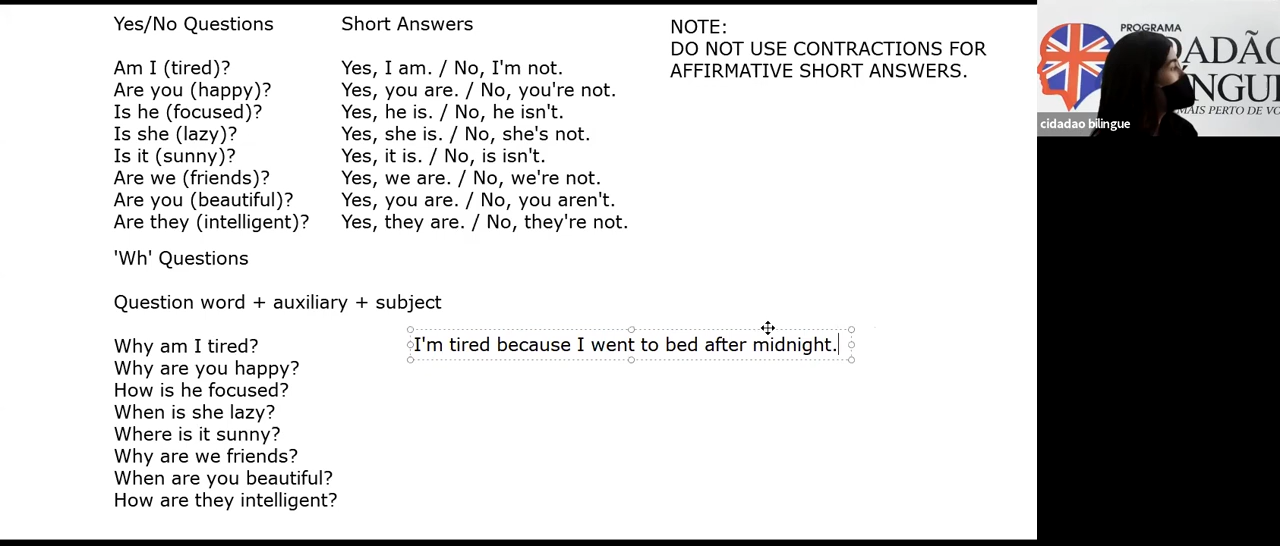 Yes/No Questions
Short Answers
Am I (tired)?
Yes, I am. / No, I'm not.
Are you (happy)?
Yes, you are. / No, you're not.
Is he (focused)?
Yes, he is. / No, he isn't.
Is she (lazy)?
Yes, she is. / No, she's not.
Is it (sunny)?
Yes, it is. / No, is isn't.
Are we (friends)?
Yes, we are. / No, we're not.
Are you (beautiful)?
Yes, you are. / No, you aren't.
Are they (intelligent)?
Yes, they are. / No, they're not.
NOTE:
DO NOT USE CONTRACTIONS FOR
AFFIRMATIVE SHORT ANSWERS.
'Wh' Questions
Question word + auxiliary + subject
Why am I tired?
I'm tired because I went to bed after midnight.
Why are you happy?
How is he focused?
When is she lazy?
Where is it sunny?
Why are we friends?
When are you beautiful?
How are they intelligent?
PROGRAMA
cidadao bilingue